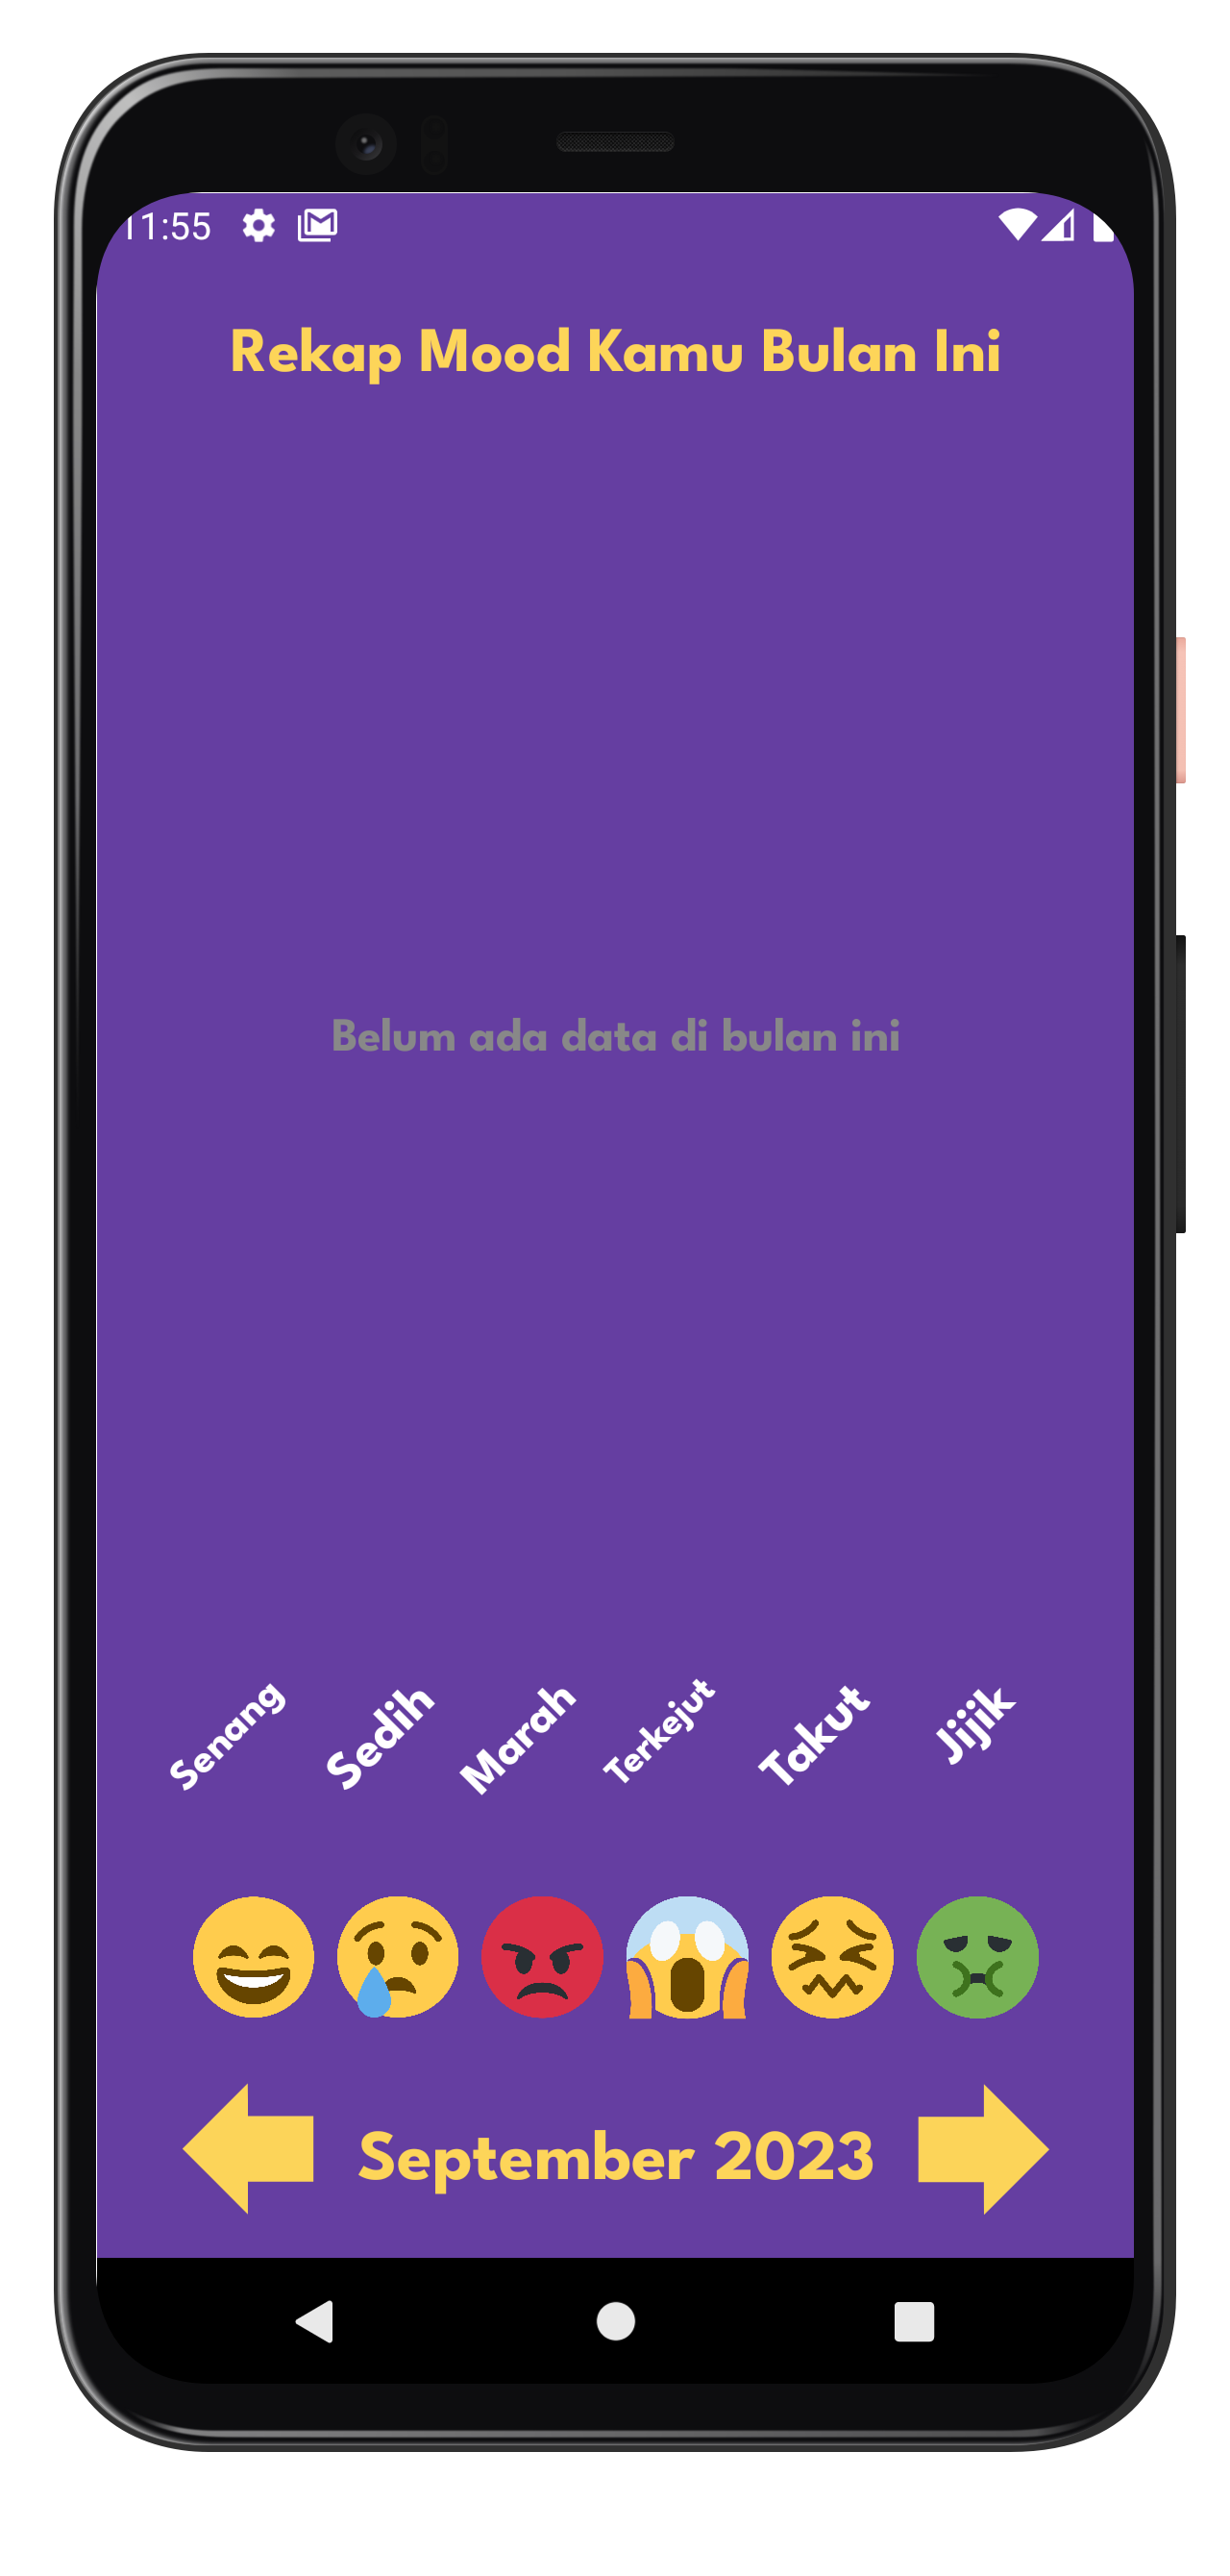 11:55
Rekap Mood Kamu Bulan Ini
Belum ada data di bulan ini
Senang Sedih Marah Terkejut Takut Jijik
September 2023